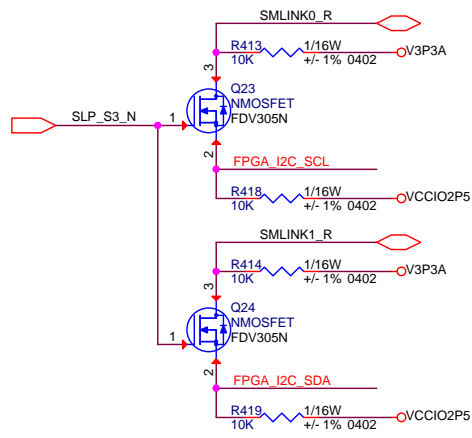 SMLINK0_R
R413 1/16W V3P3A
10K +/- 1% 0402
3
Q23
NMOSFET
SLP_S3_N 1 FDV305N
2
FPGA_I2C_SCL
R418 1/16W VCCIO2P5
10K +/- 1% 0402
SMLINK1_R
R414 1/16W V3P3A
10K +/- 1% 0402
3
Q24
NMOSFET
1 FDV305N
2
FPGA_I2C_SDA
R419 1/16W VCCIO2P5
10K +/- 1% 0402